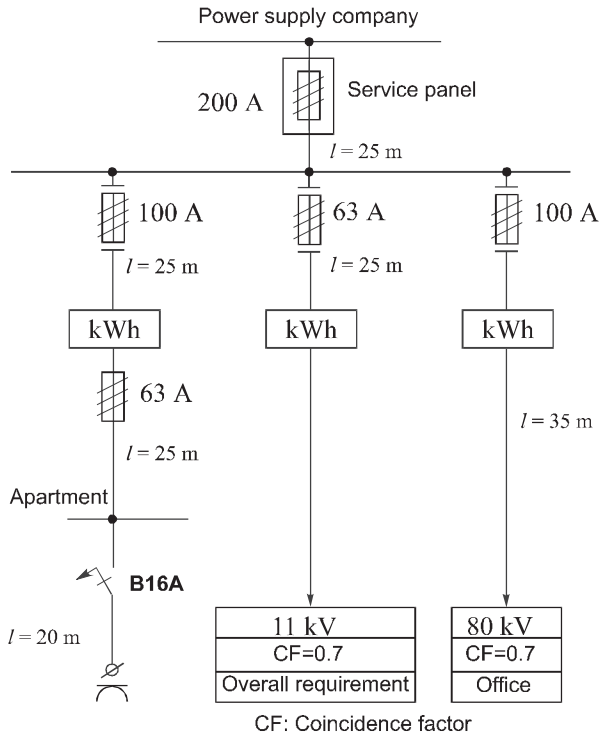 Power supply company
200 A
Service panel
l = 25 m
100 A
63 A
100 A
l = 25 m
l = 25 m
kWh
kWh
kWh
63 A
l = 35 m
l = 25 m
Apartment
B16A
l = 20 m
11 kV
80 kV
CF=0.7
CF=0.7
Overall requirement
Office
CF: Coincidence factor